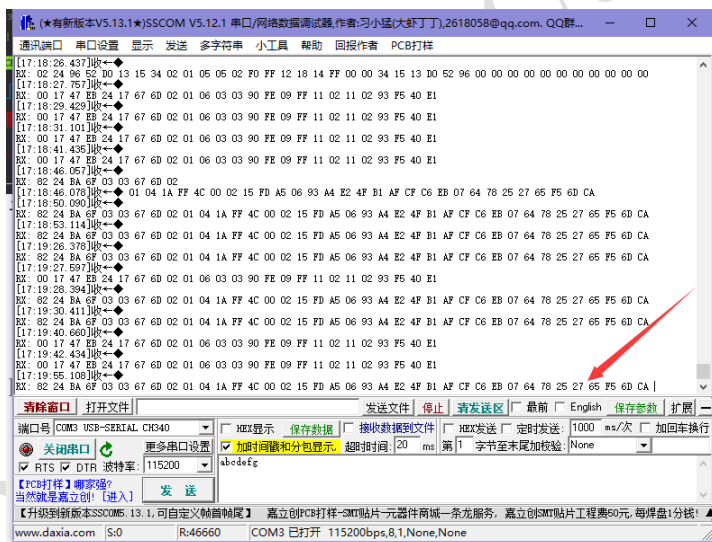 (★有新版本V5.13.1★)SSCOM V5.12.1 串口/网络数据调试器,作者:习小猛(大虾丁丁),2618058@qq.com. QQ群...
通讯端口 串口设置 显示 发送 多字符串 小工具 帮助 回报作者 PCB打样
[17:18:26.437]收←◆
RX: 02 24 96 52 D0 13 15 34 02 01 05 05 02 F0 FF 12 18 14 FF 00 00 34 15 13 D0 52 96 00 00 00 00 00 00 00 00 00 00
[17:18:27.757]收←◆
RX: 00 17 47 EB 24 17 67 6D 02 01 06 03 03 90 FE 09 FF 11 02 11 02 93 F5 40 E1
[17:18:29.429]收←◆
RX: 00 17 47 EB 24 17 67 6D 02 01 06 03 03 90 FE 09 FF 11 02 11 02 93 F5 40 E1
[17:18:31.101]收←◆
RX: 00 17 47 EB 24 17 67 6D 02 01 06 03 03 90 FE 09 FF 11 02 11 02 93 F5 40 E1
[17:18:41.435]收←◆
RX: 00 17 47 EB 24 17 67 6D 02 01 06 03 03 90 FE 09 FF 11 02 11 02 93 F5 40 E1
[17:18:46.057]收←◆
RX: 82 24 BA 6F 03 03 67 6D 02
[17:18:46.078]收←◆ 01 04 1A FF 4C 00 02 15 FD A5 06 93 A4 E2 4F B1 AF CF C6 EB 07 64 78 25 27 65 F5 6D CA
[17:18:50.090]收←◆
RX: 82 24 BA 6F 03 03 67 6D 02 01 04 1A FF 4C 00 02 15 FD A5 06 93 A4 E2 4F B1 AF CF C6 EB 07 64 78 25 27 65 F5 6D CA
[17:18:53.114]收←◆
RX: 82 24 BA 6F 03 03 67 6D 02 01 04 1A FF 4C 00 02 15 FD A5 06 93 A4 E2 4F B1 AF CF C6 EB 07 64 78 25 27 65 F5 6D CA
[17:19:26.378]收←◆
RX: 82 24 BA 6F 03 03 67 6D 02 01 04 1A FF 4C 00 02 15 FD A5 06 93 A4 E2 4F B1 AF CF C6 EB 07 64 78 25 27 65 F5 6D CA
[17:19:27.597]收←◆
RX: 00 17 47 EB 24 17 67 6D 02 01 06 03 03 90 FE 09 FF 11 02 11 02 93 F5 40 E1
[17:19:28.394]收←◆
RX: 82 24 BA 6F 03 03 67 6D 02 01 04 1A FF 4C 00 02 15 FD A5 06 93 A4 E2 4F B1 AF CF C6 EB 07 64 78 25 27 65 F5 6D CA
[17:19:30.411]收←◆
RX: 82 24 BA 6F 03 03 67 6D 02 01 04 1A FF 4C 00 02 15 FD A5 06 93 A4 E2 4F B1 AF CF C6 EB 07 64 78 25 27 65 F5 6D CA
[17:19:40.660]收←◆
RX: 00 17 47 EB 24 17 67 6D 02 01 06 03 03 90 FE 09 FF 11 02 11 02 93 F5 40 E1
[17:19:42.434]收←◆
RX: 00 17 47 EB 24 17 67 6D 02 01 06 03 03 90 FE 09 FF 11 02 11 02 93 F5 40 E1
[17:19:55.108]收←◆
RX: 82 24 BA 6F 03 03 67 6D 02 01 04 1A FF 4C 00 02 15 FD A5 06 93 A4 E2 4F B1 AF CF C6 EB 07 64 78 25 27 65 F5 6D CA
清除窗口 打开文件 发送文件 停止 清发送区 最前 English 保存参数 扩展 —
端口号 COM3 USB-SERIAL CH340 HEX显示 保存数据 接收数据到文件 HEX发送 定时发送: 1000 ms/次 加回车换行
关闭串口 更多串口设置 加时间戳和分包显示, 超时时间: 20 ms 第 1 字节至末尾加校验: None
RTS DTR 波特率: 115200 abcdefg
【PCB打样】哪家强?
当然就是嘉立创!【进入】 发 送
【升级到新版本SSCOM5.13.1,可自定义帧首帧尾】 嘉立创PCB打样-SMT贴片-元器件商城一条龙服务, 嘉立创SMT贴片工程费50元,每焊盘1分钱!
www.daxia.com S:0 R:46660 COM3 已打开 115200bps,8,1,None,None